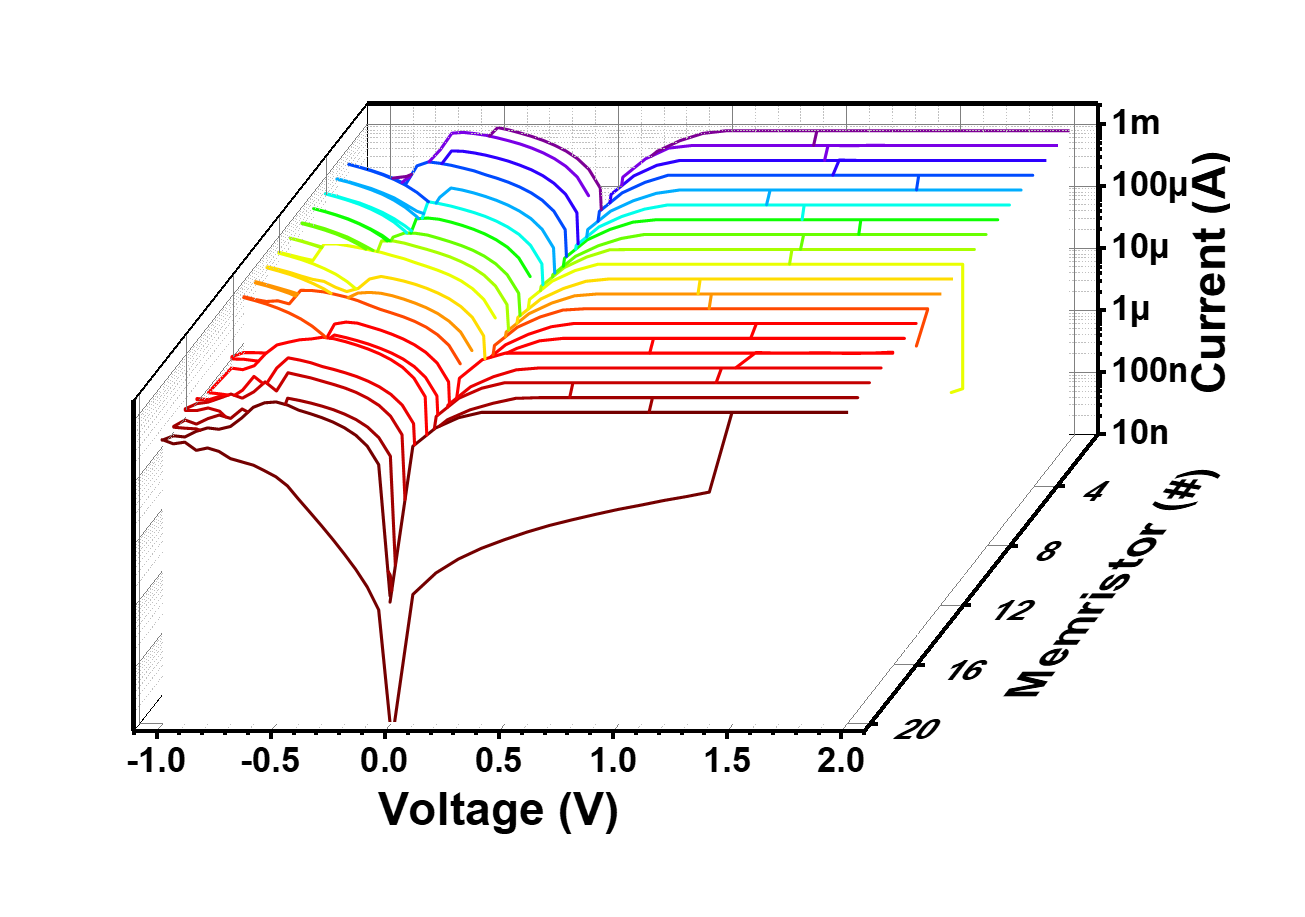 1m
100μ
10μ
1μ
100n
10n
Current (A)
4
8
12
16
20
Memristor (#)
-1.0 -0.5 0.0 0.5 1.0 1.5 2.0
Voltage (V)